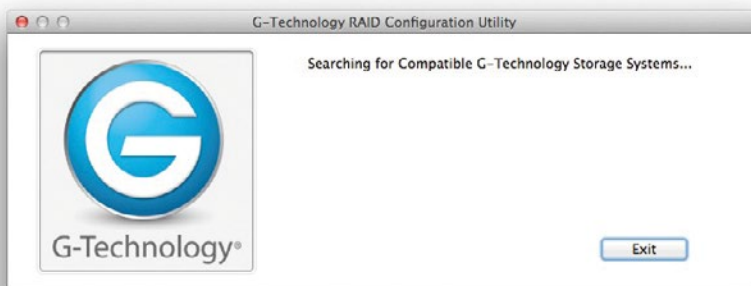 G-Technology RAID Configuration Utility
Searching for Compatible G-Technology Storage Systems...
G
G-Technology®
Exit